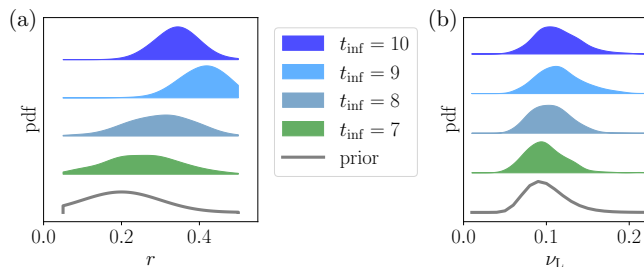 (a)
pdf
0.0 0.2 0.4
r
t_inf = 10
t_inf = 9
t_inf = 8
t_inf = 7
prior
(b)
pdf
0.0 0.1 0.2
ν_L